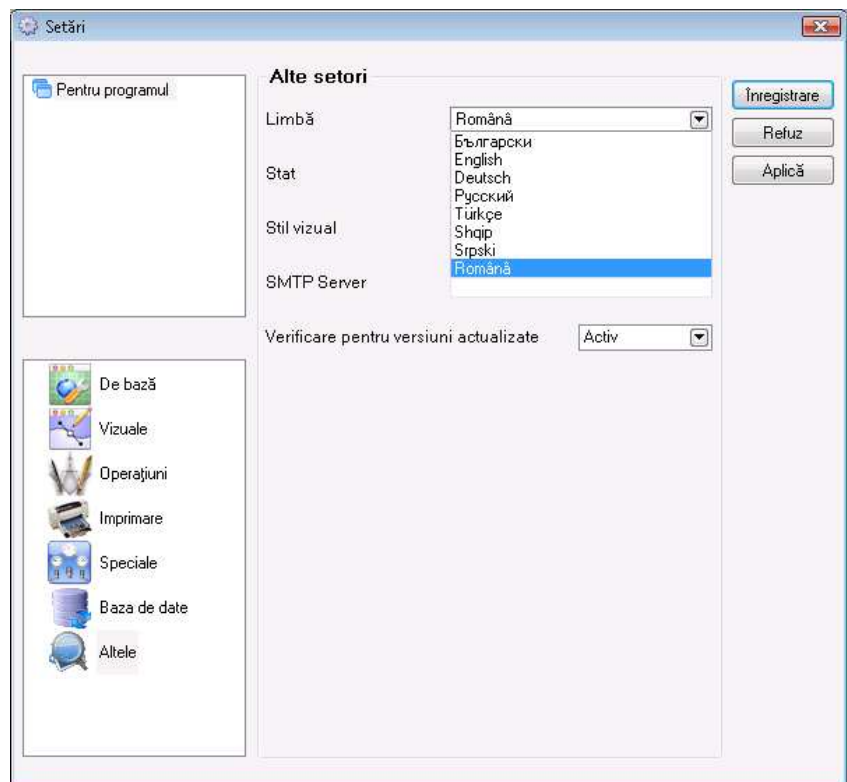 Setări
Pentru programul
Alte setori
Limbă
Română
Български
English
Deutsch
Русский
Türkçe
Shqip
Srpski
Română
Stat
Stil vizual
SMTP Server
Verificare pentru versiuni actualizate
Activ
Înregistrare
Refuz
Aplică
De bază
Vizuale
Operaţiuni
Imprimare
Speciale
Baza de date
Altele